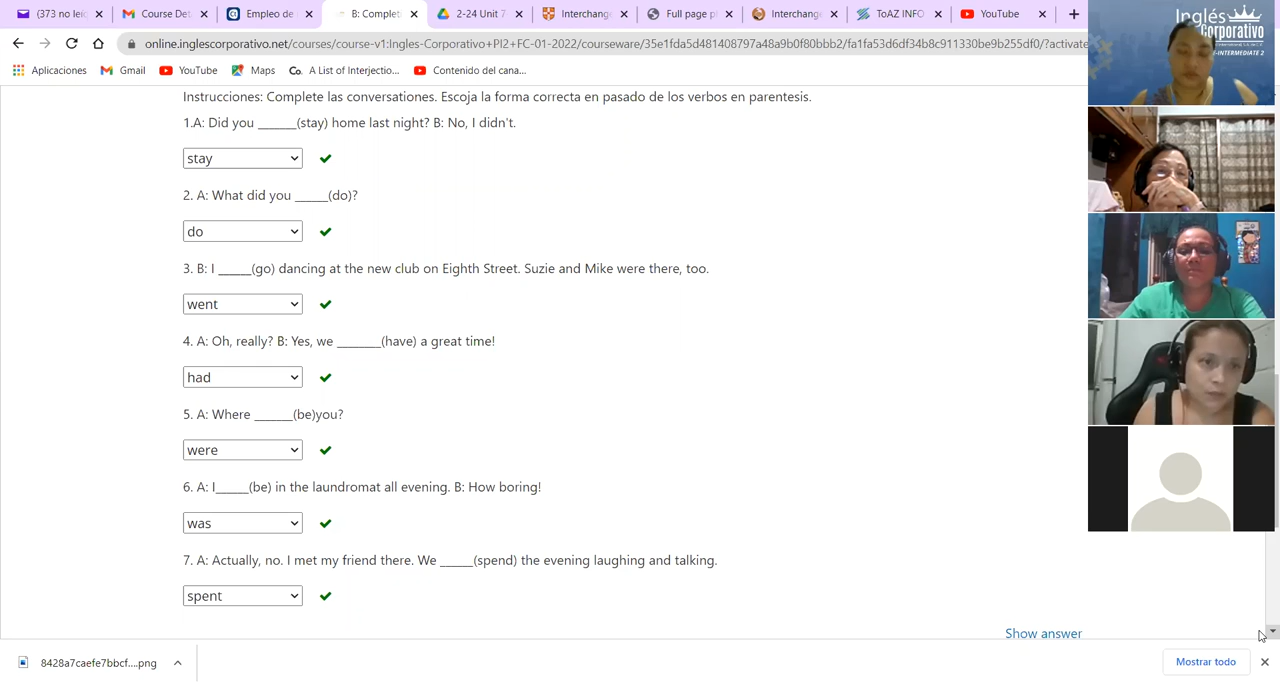 (373 no leíd
Course Det
Empleo de
B: Complet
2-24 Unit 7
Interchange
Full page p
Interchange
ToAZ INFO
YouTube
online.inglescorporativo.net/courses/course-v1:Ingles-Corporativo+PI2+FC-01-2022/courseware/35e1fda5d481408797a48a9b0f80bbb2/fa1fa53d6df34b8c911330be9b255df0/?activate
Aplicaciones
Gmail
YouTube
Maps
Co. A List of Interjectio...
Contenido del cana...
Inglés
Corporativo
E-INTERMEDIATE 2
Instrucciones: Complete las conversationes. Escoja la forma correcta en pasado de los verbos en parentesis.
1.A: Did you ______(stay) home last night? B: No, I didn't.
stay
2. A: What did you _____(do)?
do
3. B: I _____(go) dancing at the new club on Eighth Street. Suzie and Mike were there, too.
went
4. A: Oh, really? B: Yes, we _______(have) a great time!
had
5. A: Where ______(be)you?
were
6. A: I_____(be) in the laundromat all evening. B: How boring!
was
7. A: Actually, no. I met my friend there. We _____(spend) the evening laughing and talking.
spent
Show answer
8428a7caefe7bbcf....png
Mostrar todo